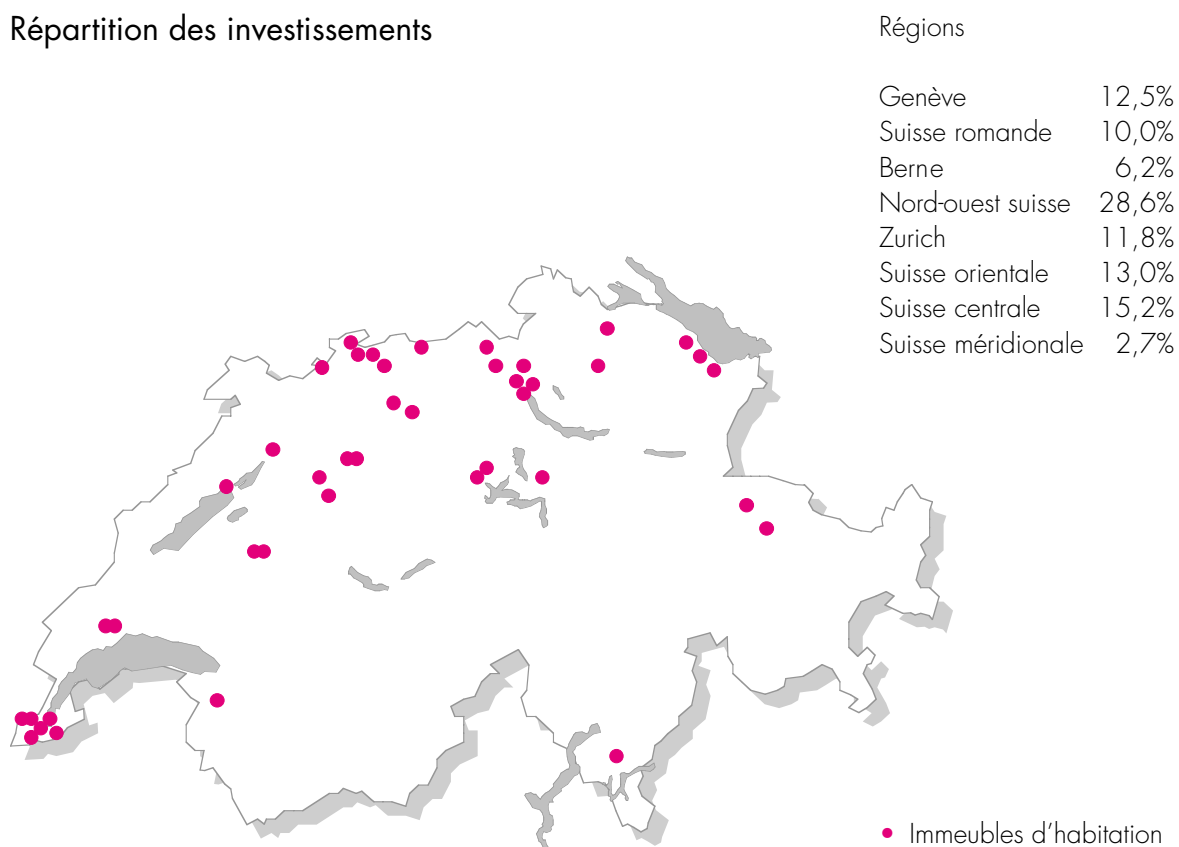 Répartition des investissements
Régions
Genève 12,5%
Suisse romande 10,0%
Berne 6,2%
Nord-ouest suisse 28,6%
Zurich 11,8%
Suisse orientale 13,0%
Suisse centrale 15,2%
Suisse méridionale 2,7%
Immeubles d'habitation